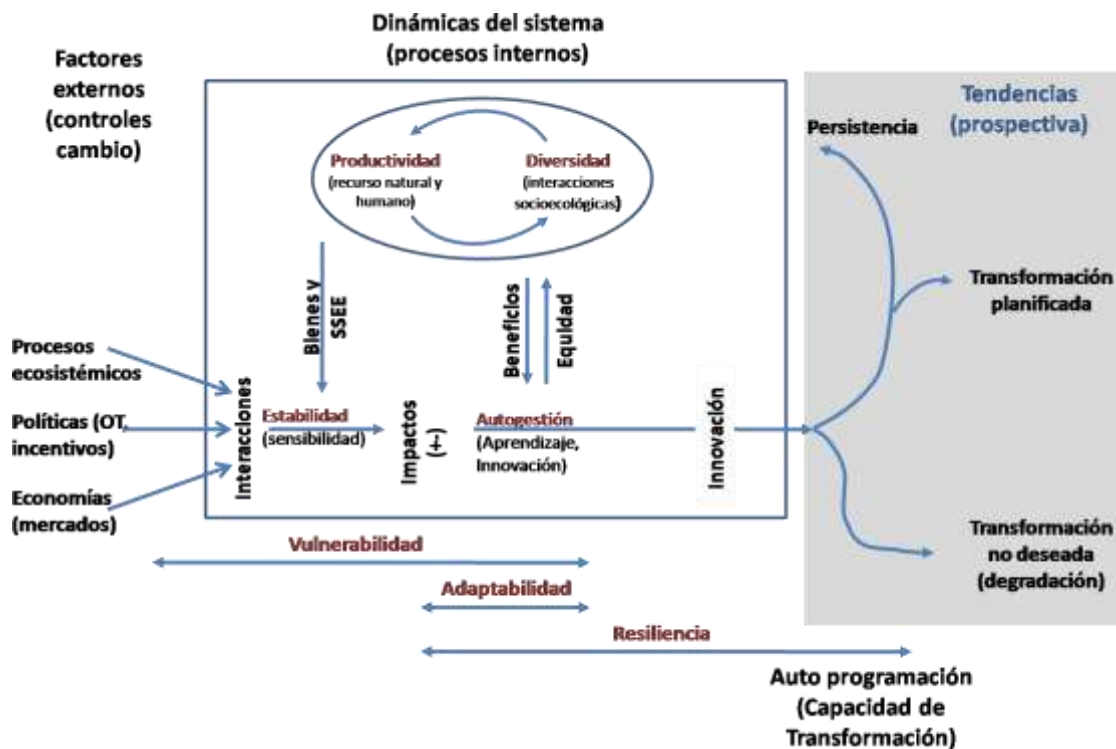 Dinámicas del sistema
(procesos internos)
Factores
externos
(controles
cambio)
Tendencias
(prospectiva)
Persistencia
Productividad
(recurso natural y
humano)
Diversidad
(interacciones
socioecológicas)
Transformación
planificada
Bienes y
SSEE
Beneficios
Equidad
Procesos
ecosistémicos
Políticas (OT,
incentivos)
Economías
(mercados)
Interacciones
Estabilidad
(sensibilidad)
Impactos
(+-)
Autogestión
(Aprendizaje,
Innovación)
Innovación
Transformación
no deseada
(degradación)
Vulnerabilidad
Adaptabilidad
Resiliencia
Auto programación
(Capacidad de
Transformación)